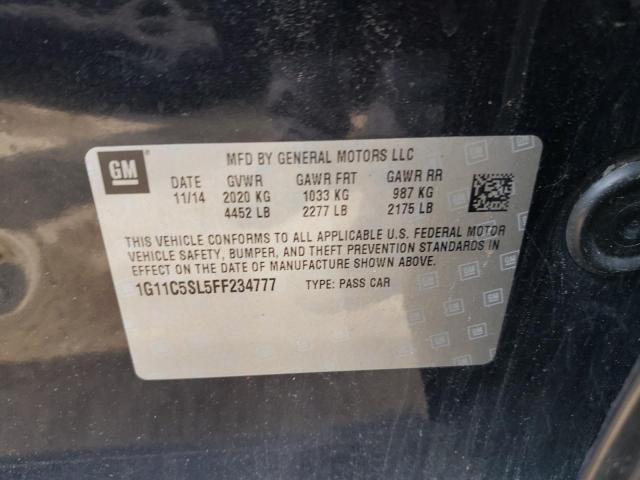 GM
MFD BY GENERAL MOTORS LLC
DATE GVWR GAWR FRT GAWR RR
11/14 2020 KG 1033 KG 987 KG
4452 LB 2277 LB 2175 LB
THIS VEHICLE CONFORMS TO ALL APPLICABLE U.S. FEDERAL MOTOR
VEHICLE SAFETY, BUMPER, AND THEFT PREVENTION STANDARDS IN
EFFECT ON THE DATE OF MANUFACTURE SHOWN ABOVE.
1G11C5SL5FF234777 TYPE: PASS CAR